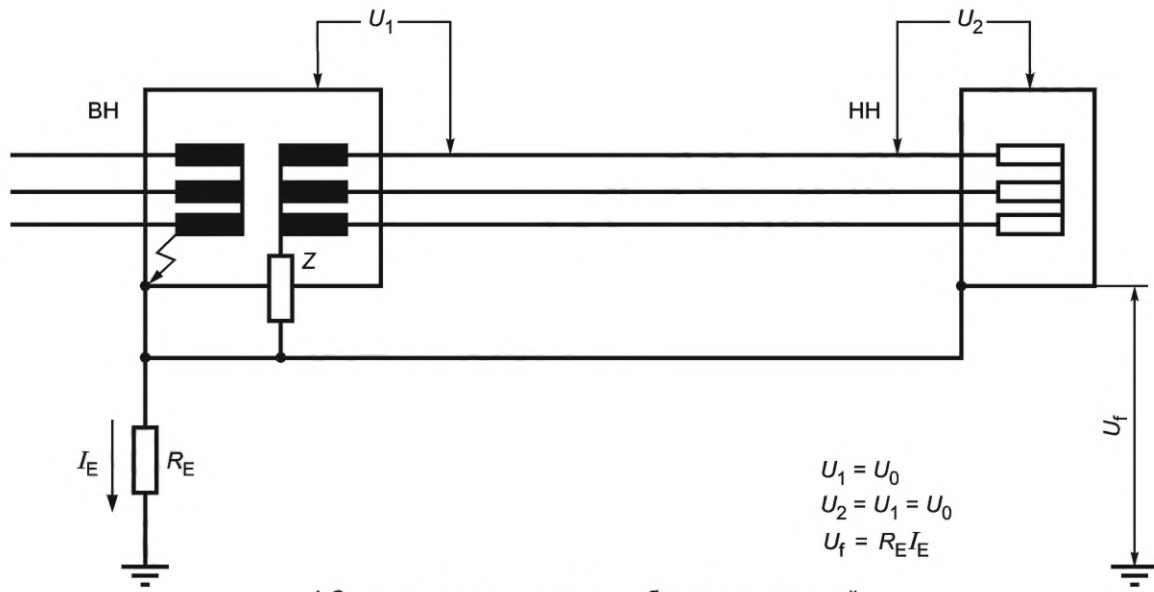 U1
U2
ВН
НН
Z
IE
RE
Uf
U1 = U0
U2 = U1 = U0
Uf = REIE